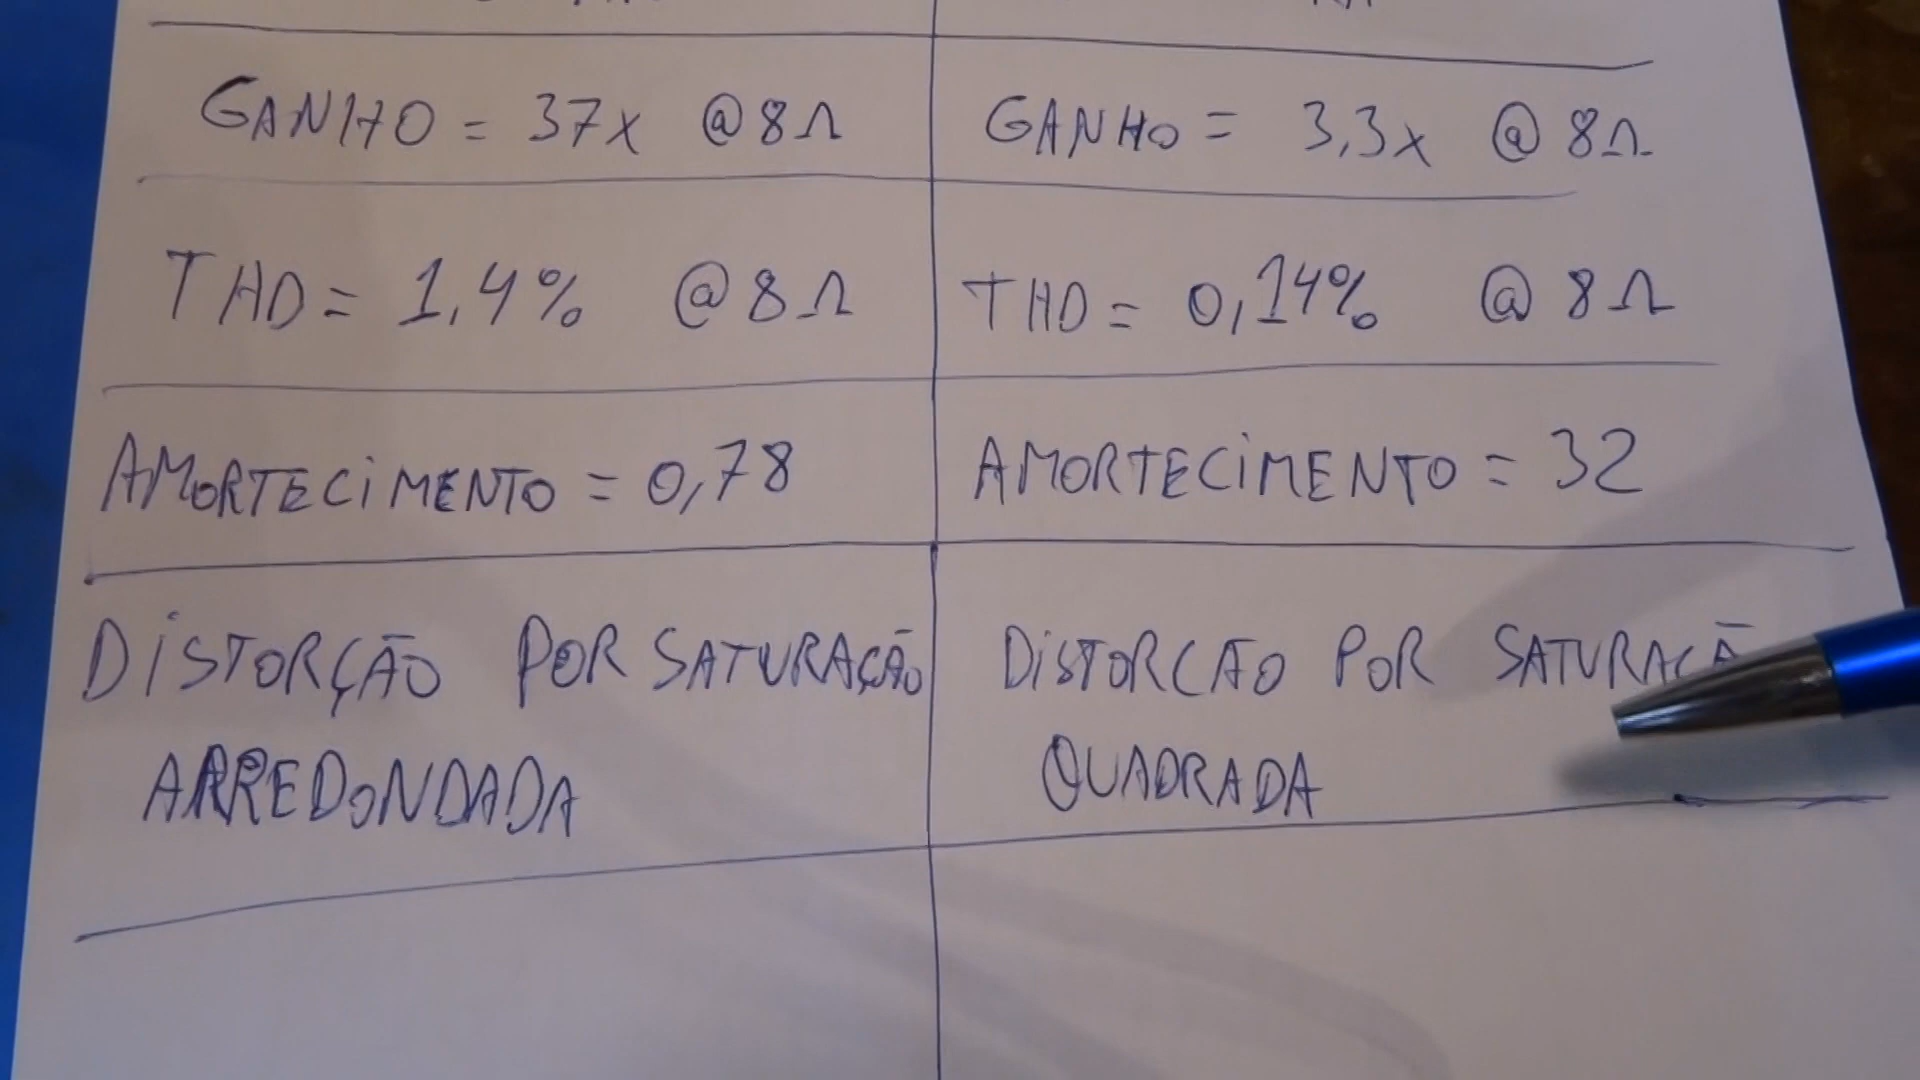 GANHO = 37x @8Ω
GANHO = 3,3x @ 8Ω
THD = 1,4% @8Ω
THD = 0,14% @ 8Ω
AMORTECIMENTO = 0,78
AMORTECIMENTO = 32
DISTORÇÃO POR SATURAÇÃO
ARREDONDADA
DISTORCÃO POR SATURAÇÃ
QUADRADA